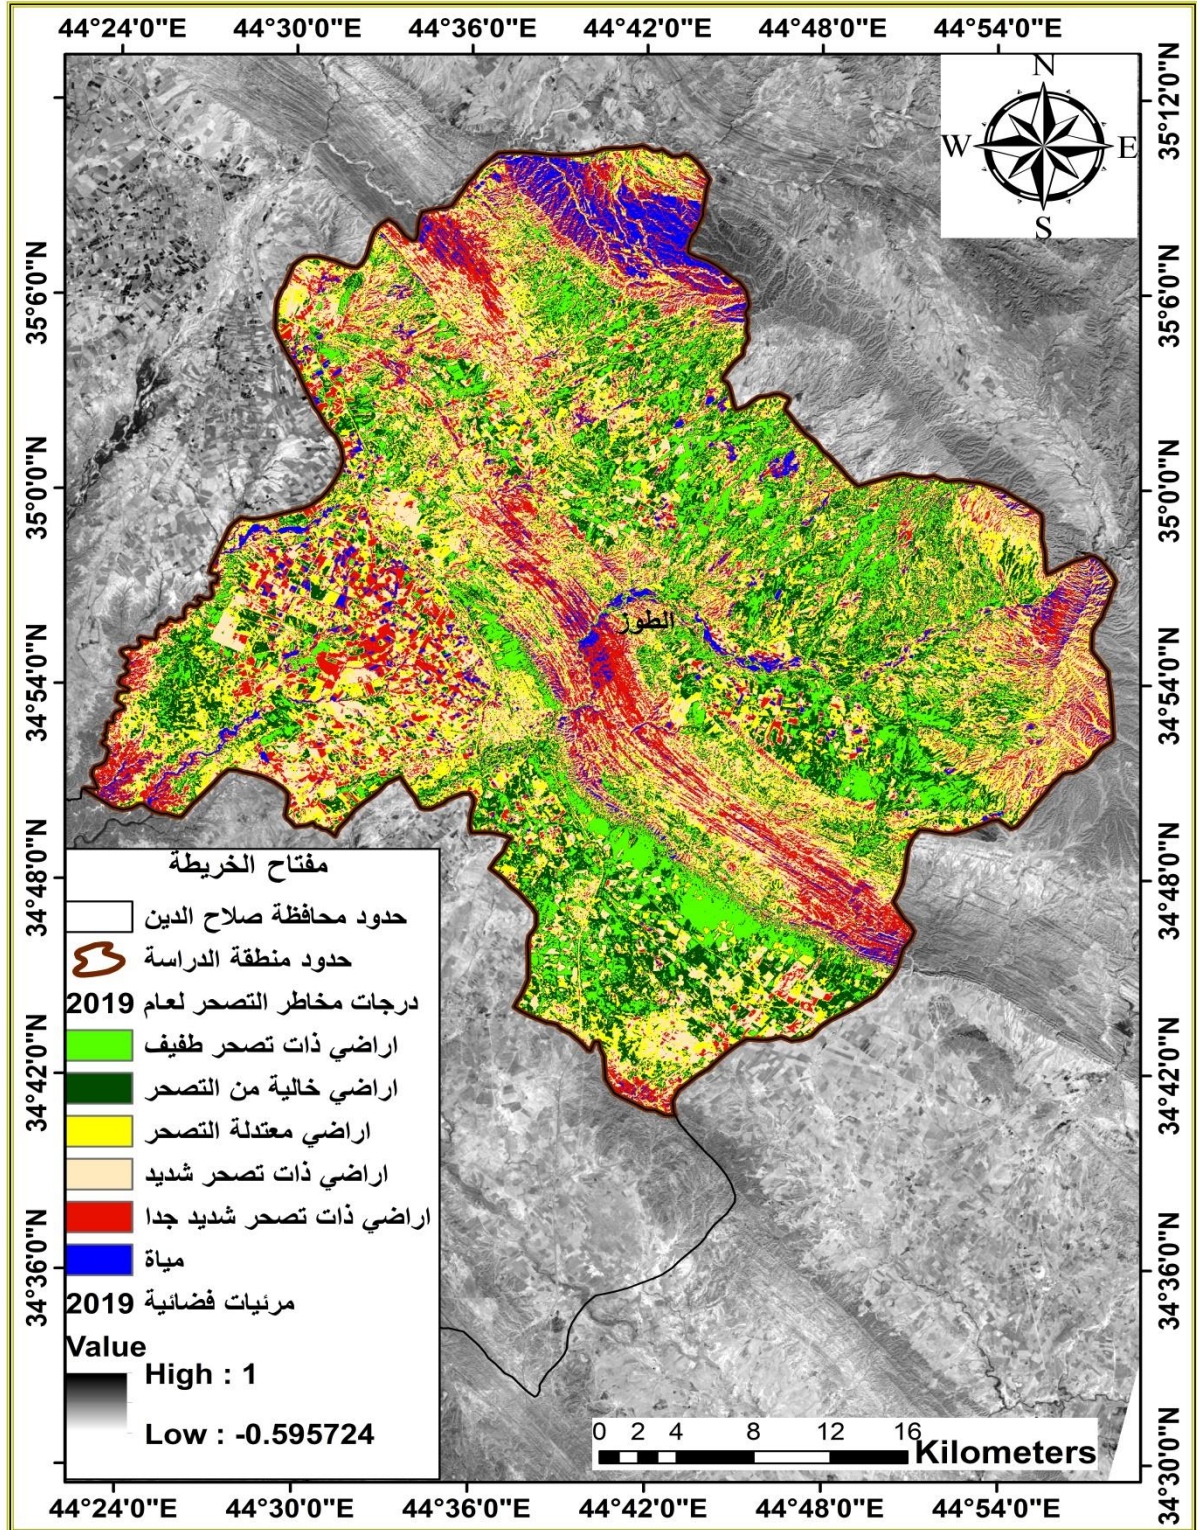 44°24'0"E 44°30'0"E 44°36'0"E 44°42'0"E 44°48'0"E 44°54'0"E
N
W E
S
35°12'0"N
35°6'0"N 35°6'0"N
35°0'0"N 35°0'0"N
الطوز
34°54'0"N 34°54'0"N
34°48'0"N 34°48'0"N
34°42'0"N 34°42'0"N
34°36'0"N 34°36'0"N
34°30'0"N
مفتاح الخريطة
حدود محافظة صلاح الدين
حدود منطقة الدراسة
درجات مخاطر التصحر لعام 2019
اراضي ذات تصحر طفيف
اراضي خالية من التصحر
اراضي معتدلة التصحر
اراضي ذات تصحر شديد
اراضي ذات تصحر شديد جدا
مياة
مرئيات فضائية 2019
Value
High : 1
Low : -0.595724
0 2 4 8 12 16
Kilometers
44°24'0"E 44°30'0"E 44°36'0"E 44°42'0"E 44°48'0"E 44°54'0"E